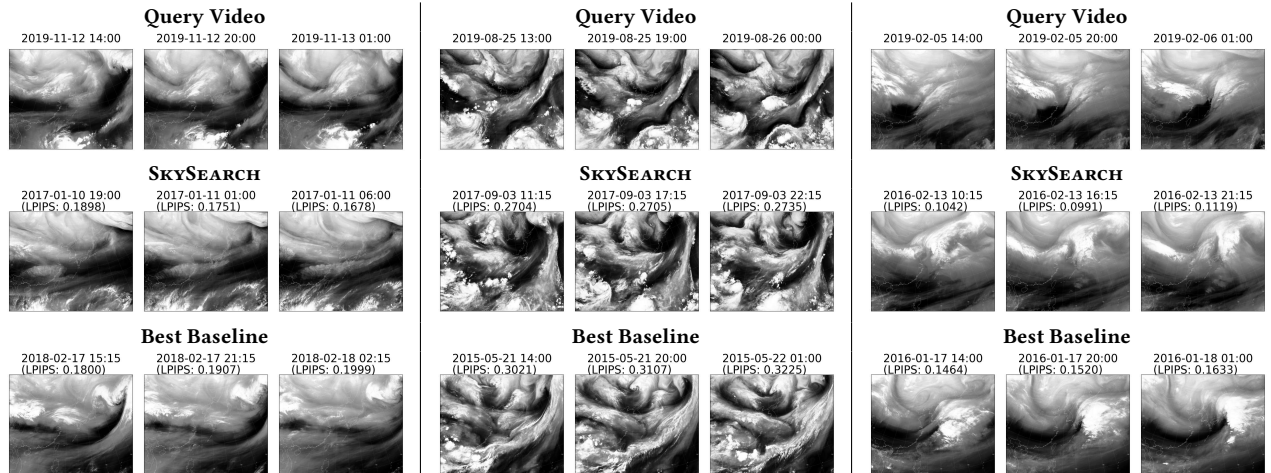 Query Video
2019-11-12 14:00 2019-11-12 20:00 2019-11-13 01:00
SKYSEARCH
2017-01-10 19:00 2017-01-11 01:00 2017-01-11 06:00
(LPIPS: 0.1898) (LPIPS: 0.1751) (LPIPS: 0.1678)
Best Baseline
2018-02-17 15:15 2018-02-17 21:15 2018-02-18 02:15
(LPIPS: 0.1800) (LPIPS: 0.1907) (LPIPS: 0.1999)
Query Video
2019-08-25 13:00 2019-08-25 19:00 2019-08-26 00:00
SKYSEARCH
2017-09-03 11:15 2017-09-03 17:15 2017-09-03 22:15
(LPIPS: 0.2704) (LPIPS: 0.2705) (LPIPS: 0.2735)
Best Baseline
2015-05-21 14:00 2015-05-21 20:00 2015-05-22 01:00
(LPIPS: 0.3021) (LPIPS: 0.3107) (LPIPS: 0.3225)
Query Video
2019-02-05 14:00 2019-02-05 20:00 2019-02-06 01:00
SKYSEARCH
2016-02-13 10:15 2016-02-13 16:15 2016-02-13 21:15
(LPIPS: 0.1042) (LPIPS: 0.0991) (LPIPS: 0.1119)
Best Baseline
2016-01-17 14:00 2016-01-17 20:00 2016-01-18 01:00
(LPIPS: 0.1464) (LPIPS: 0.1520) (LPIPS: 0.1633)